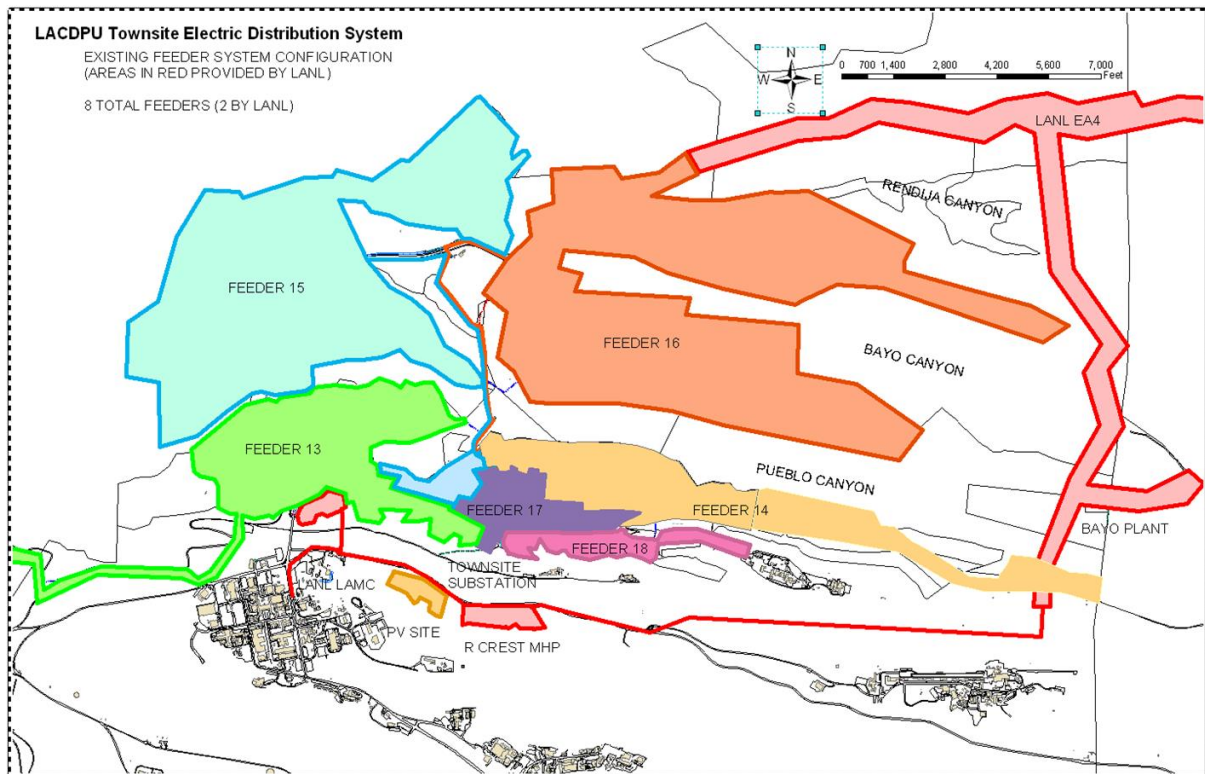 LACDPU Townsite Electric Distribution System
EXISTING FEEDER SYSTEM CONFIGURATION
(AREAS IN RED PROVIDED BY LANL)
8 TOTAL FEEDERS (2 BY LANL)
N
W E
S
0 700 1,400 2,800 4,200 5,600 7,000
Feet
LANL EA4
RENDIJA CANYON
FEEDER 15
FEEDER 16
BAYO CANYON
FEEDER 13
PUEBLO CANYON
FEEDER 17
FEEDER 14
BAYO PLANT
FEEDER 18
TOWNSITE
SUBSTATION
LANL LAMC
PV SITE
R CREST MHP